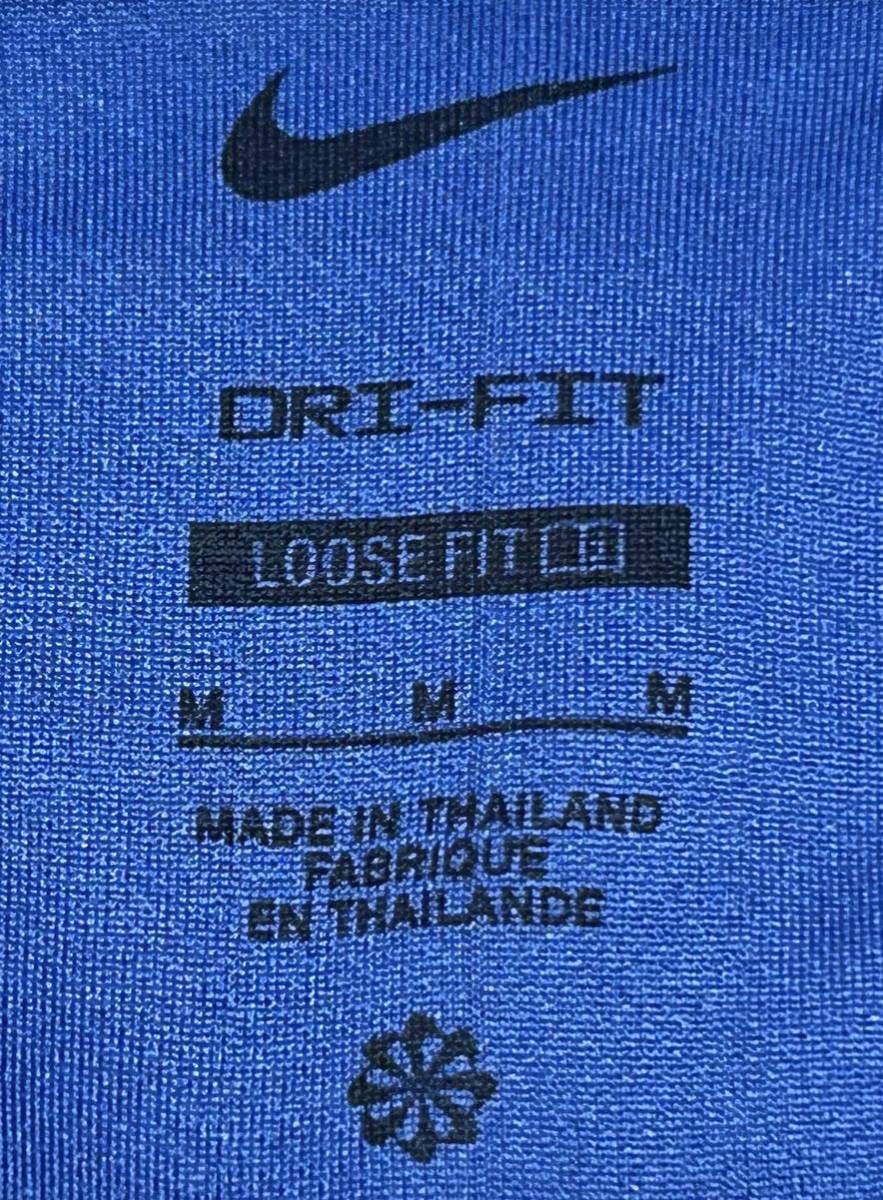 DRI-FIT
LOOSE FIT
M M M
MADE IN THAILAND
FABRIQUE
EN THAILANDE